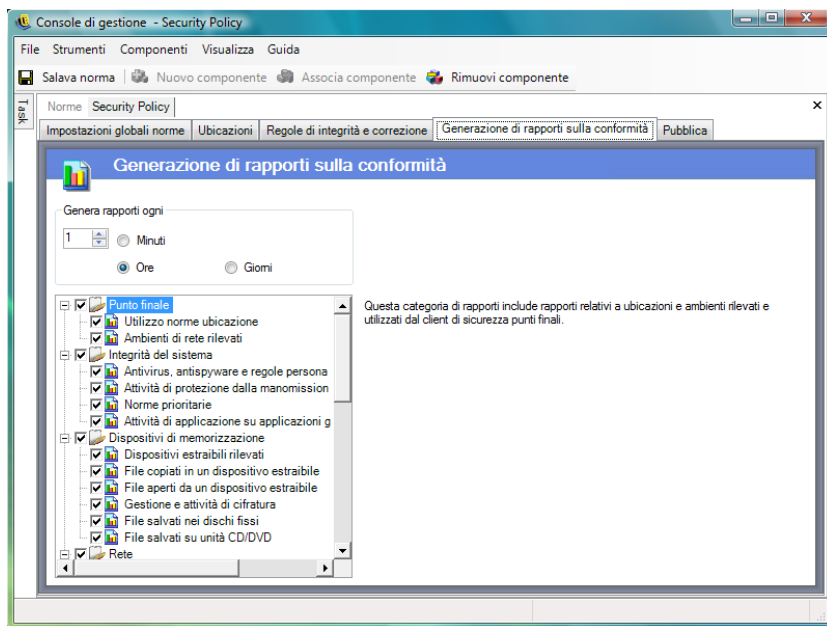 Console di gestione - Security Policy
File Strumenti Componenti Visualizza Guida
Salava norma Nuovo componente Associa componente Rimuovi componente
Task
Norme Security Policy
Impostazioni globali norme Ubicazioni Regole di integrità e correzione Generazione di rapporti sulla conformità Pubblica
Generazione di rapporti sulla conformità
Genera rapporti ogni
1 Minuti
Ore Giorni
Punto finale
Utilizzo norme ubicazione
Ambienti di rete rilevati
Integrità del sistema
Antivirus, antispyware e regole persona
Attività di protezione dalla manomission
Norme prioritarie
Attività di applicazione su applicazioni g
Dispositivi di memorizzazione
Dispositivi estraibili rilevati
File copiati in un dispositivo estraibile
File aperti da un dispositivo estraibile
Gestione e attività di cifratura
File salvati nei dischi fissi
File salvati su unità CD/DVD
Rete
Questa categoria di rapporti include rapporti relativi a ubicazioni e ambienti rilevati e
utilizzati dal client di sicurezza punti finali.